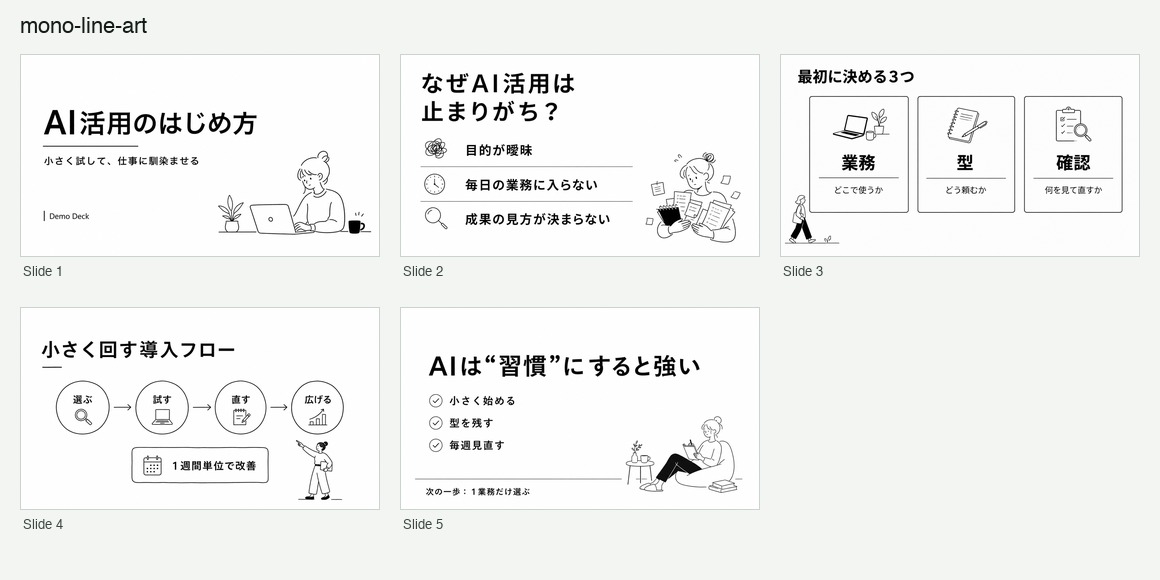 mono-line-art
AI活用のはじめ方
小さく試して、仕事に馴染ませる
Demo Deck
Slide 1
なぜAI活用は
止まりがち？
目的が曖昧
毎日の業務に入らない
成果の見方が決まらない
Slide 2
最初に決める3つ
業務
どこで使うか
型
どう頼むか
確認
何を見て直すか
Slide 3
小さく回す導入フロー
選ぶ
試す
直す
広げる
1週間単位で改善
Slide 4
AIは“習慣”にすると強い
小さく始める
型を残す
毎週見直す
次の一歩：1業務だけ選ぶ
Slide 5